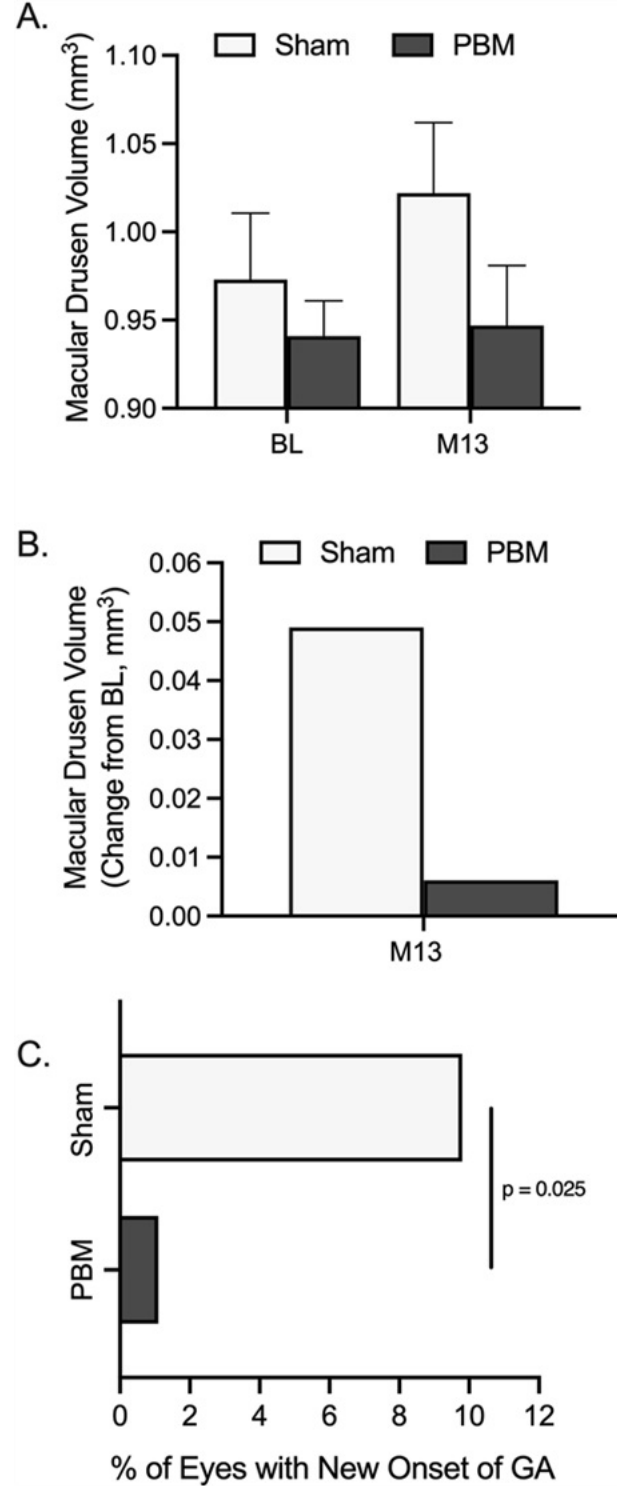 A.
Sham PBM
Macular Drusen Volume (mm³)
1.10
1.05
1.00
0.95
0.90
BL M13
B.
Sham PBM
Macular Drusen Volume
(Change from BL, mm³)
0.06
0.05
0.04
0.03
0.02
0.01
0.00
M13
C.
Sham
PBM
p = 0.025
0 2 4 6 8 10 12
% of Eyes with New Onset of GA